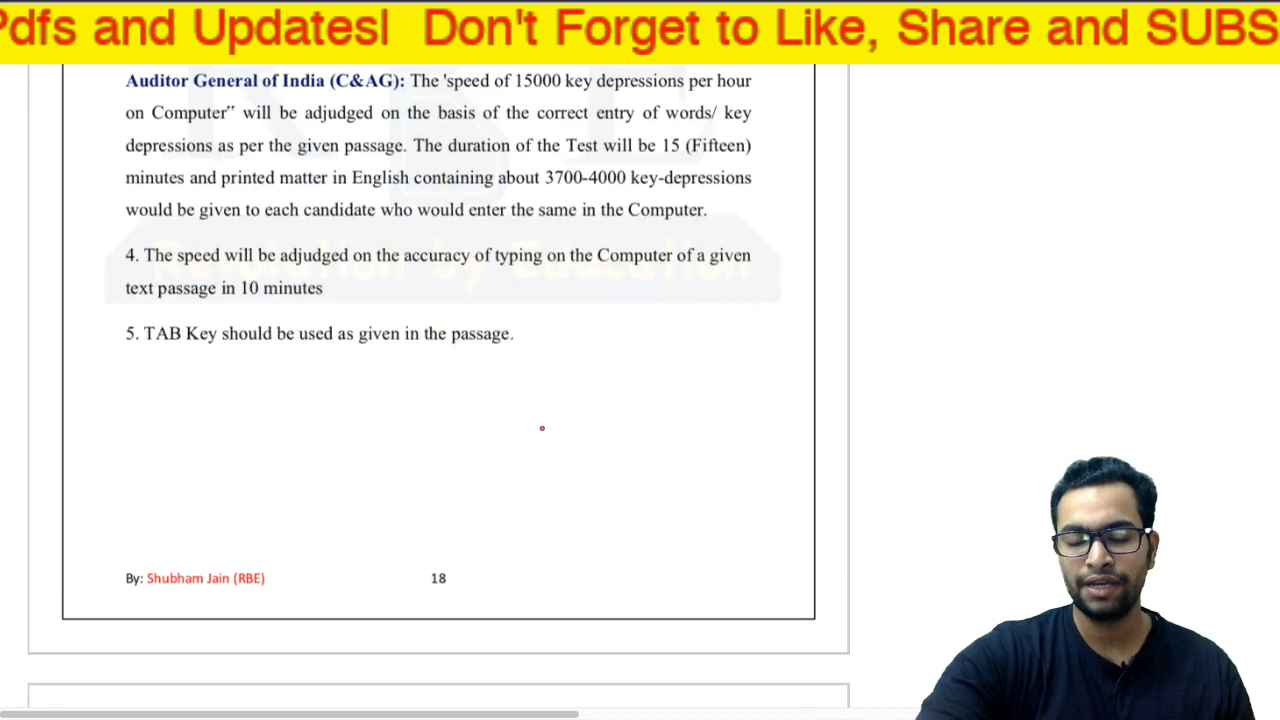 Pdfs and Updates! Don't Forget to Like, Share and SUBS
Auditor General of India (C&AG): The 'speed of 15000 key depressions per hour
on Computer" will be adjudged on the basis of the correct entry of words/ key
depressions as per the given passage. The duration of the Test will be 15 (Fifteen)
minutes and printed matter in English containing about 3700-4000 key-depressions
would be given to each candidate who would enter the same in the Computer.
Revolution by Education
4. The speed will be adjudged on the accuracy of typing on the Computer of a given
text passage in 10 minutes
5. TAB Key should be used as given in the passage.
By: Shubham Jain (RBE) 18